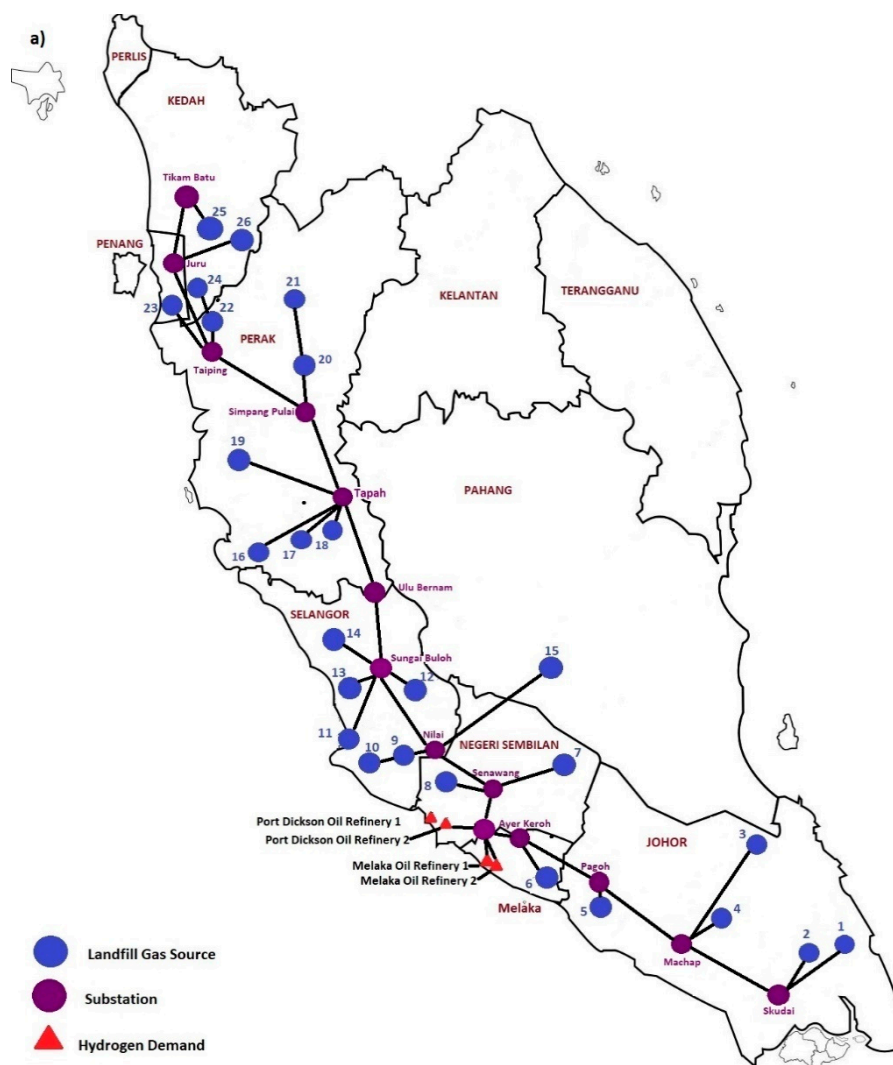 a)
PERLIS
KEDAH
Tikam Batu
25
26
PENANG
Juru
24
23
22
21
KELANTAN
TERANGGANU
PERAK
Taiping
20
Simpang Pulai
19
Tapah
PAHANG
16
17
18
Ulu Bernam
SELANGOR
14
Sungai Buloh
15
13
12
11
10
9
Nilai
NEGERI SEMBILAN
7
Senawang
8
Port Dickson Oil Refinery 1
Port Dickson Oil Refinery 2
Ayer Keroh
Melaka Oil Refinery 1
Melaka Oil Refinery 2
6
Melaka
JOHOR
3
Pagoh
5
4
Machap
2
1
Skudai
Landfill Gas Source
Substation
Hydrogen Demand